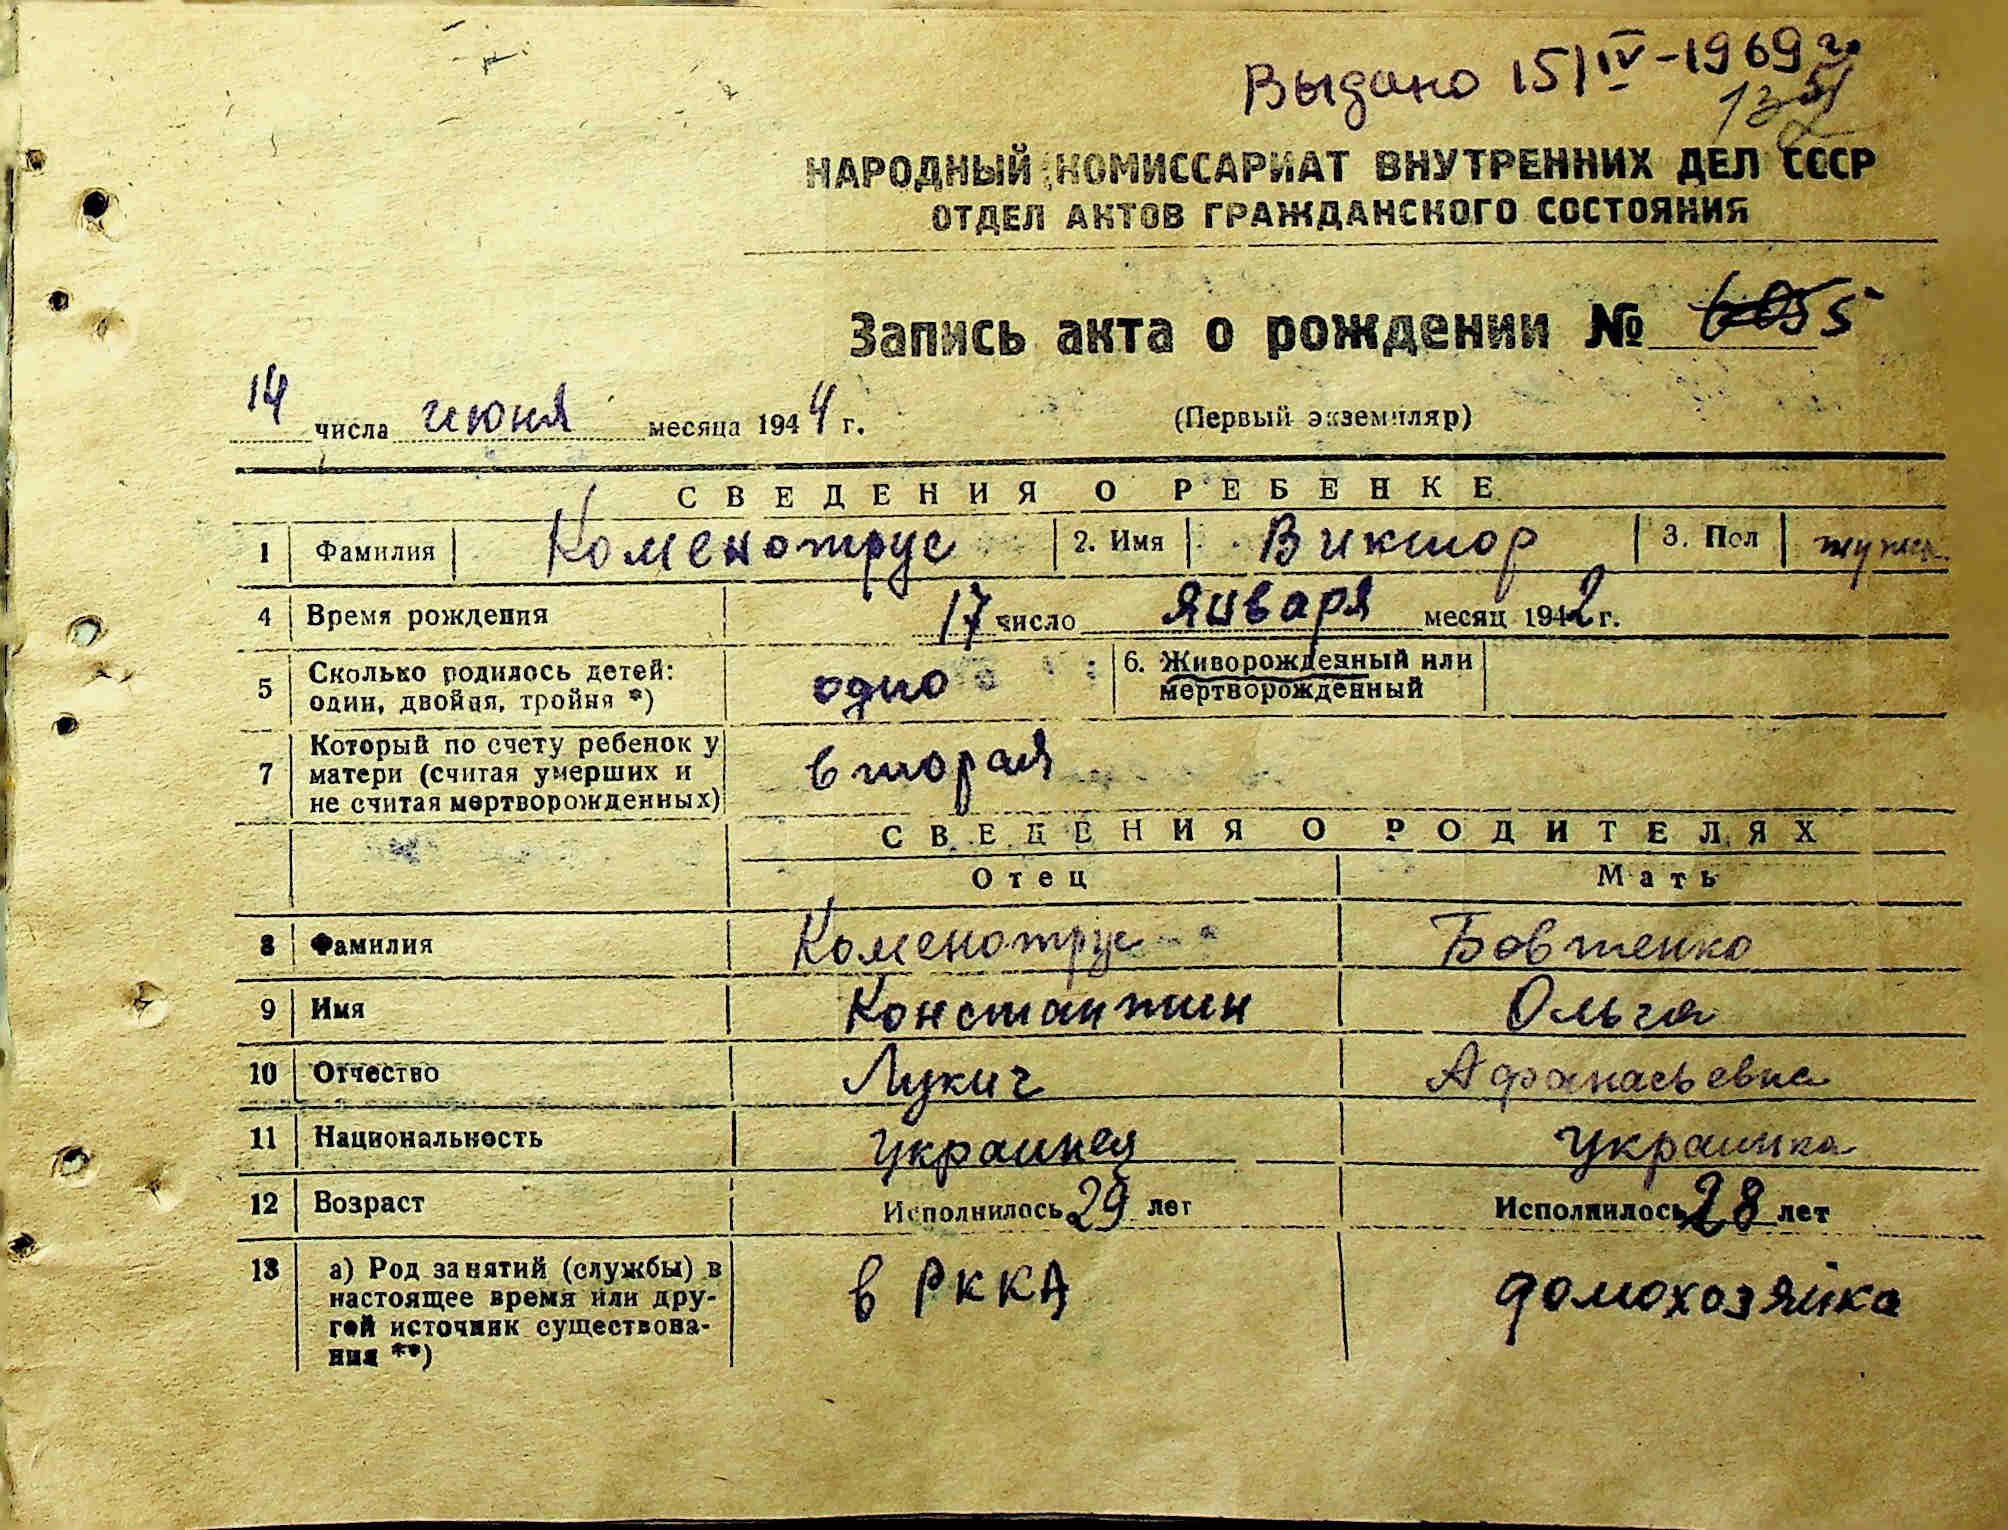 Выдано 15/IV-1969 г.
НАРОДНЫЙ КОМИССАРИАТ ВНУТРЕННИХ ДЕЛ СССР
ОТДЕЛ АКТОВ ГРАЖДАНСКОГО СОСТОЯНИЯ
Запись акта о рождении №
14 числа июня месяца 1944 г. (Первый экземпляр)
СВЕДЕНИЯ О РЕБЕНКЕ
1 Фамилия Коменотрус 2. Имя Виктор 3. Пол
4 Время рождения 17 число января месяц 1942 г.
5 Сколько родилось детей: один, двойня, тройня *) одно 6. Живорожденный или мертворожденный
7 Который по счету ребенок у матери (считая умерших и не считая мертворожденных) вторая
СВЕДЕНИЯ О РОДИТЕЛЯХ
Отец Мать
8 Фамилия Коменотрус Бовтенко
9 Имя Константин Ольга
10 Отчество Лукич Афанасьевна
11 Национальность украинец украинка
12 Возраст Исполнилось 29 лет Исполнилось 28 лет
13 а) Род занятий (службы) в настоящее время или другой источник существования **) в РККА домохозяйка